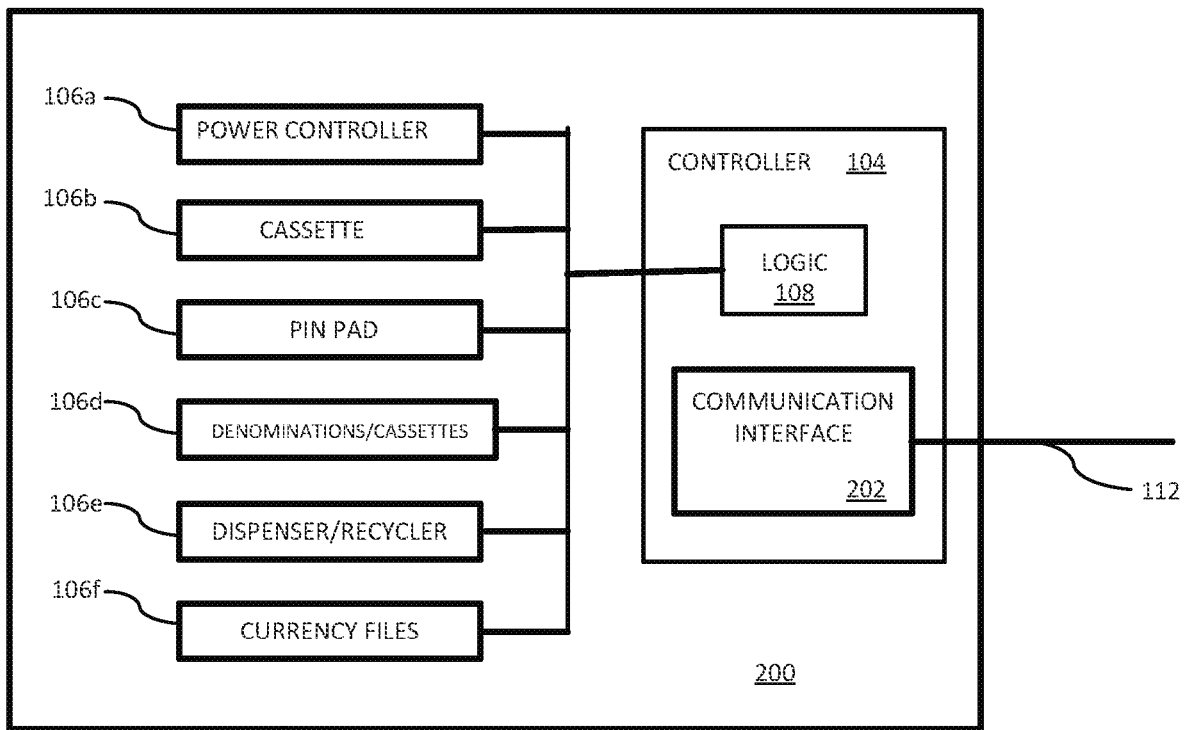 106a
POWER CONTROLLER
106b
CASSETTE
106c
PIN PAD
106d
DENOMINATIONS/CASSETTES
106e
DISPENSER/RECYCLER
106f
CURRENCY FILES
CONTROLLER 104
LOGIC
108
COMMUNICATION
INTERFACE
202
112
200